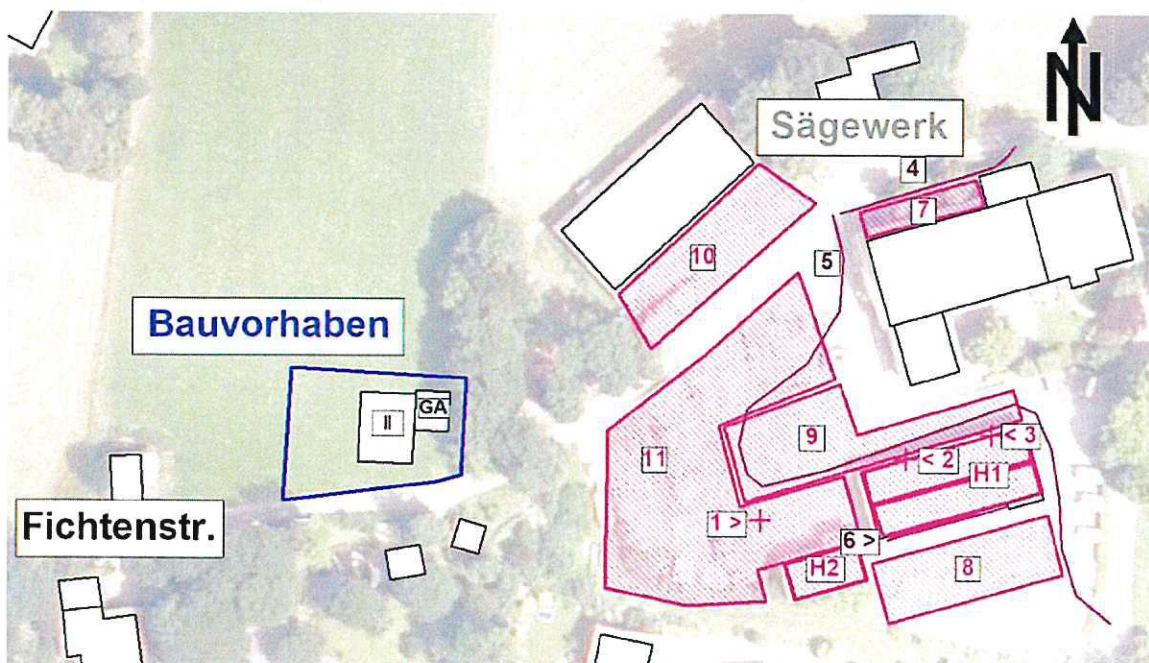 N
Sägewerk
4
7
10
5
Bauvorhaben
GA
II
11
9
< 3
< 2
H1
1 >
6 >
Fichtenstr.
H2
8